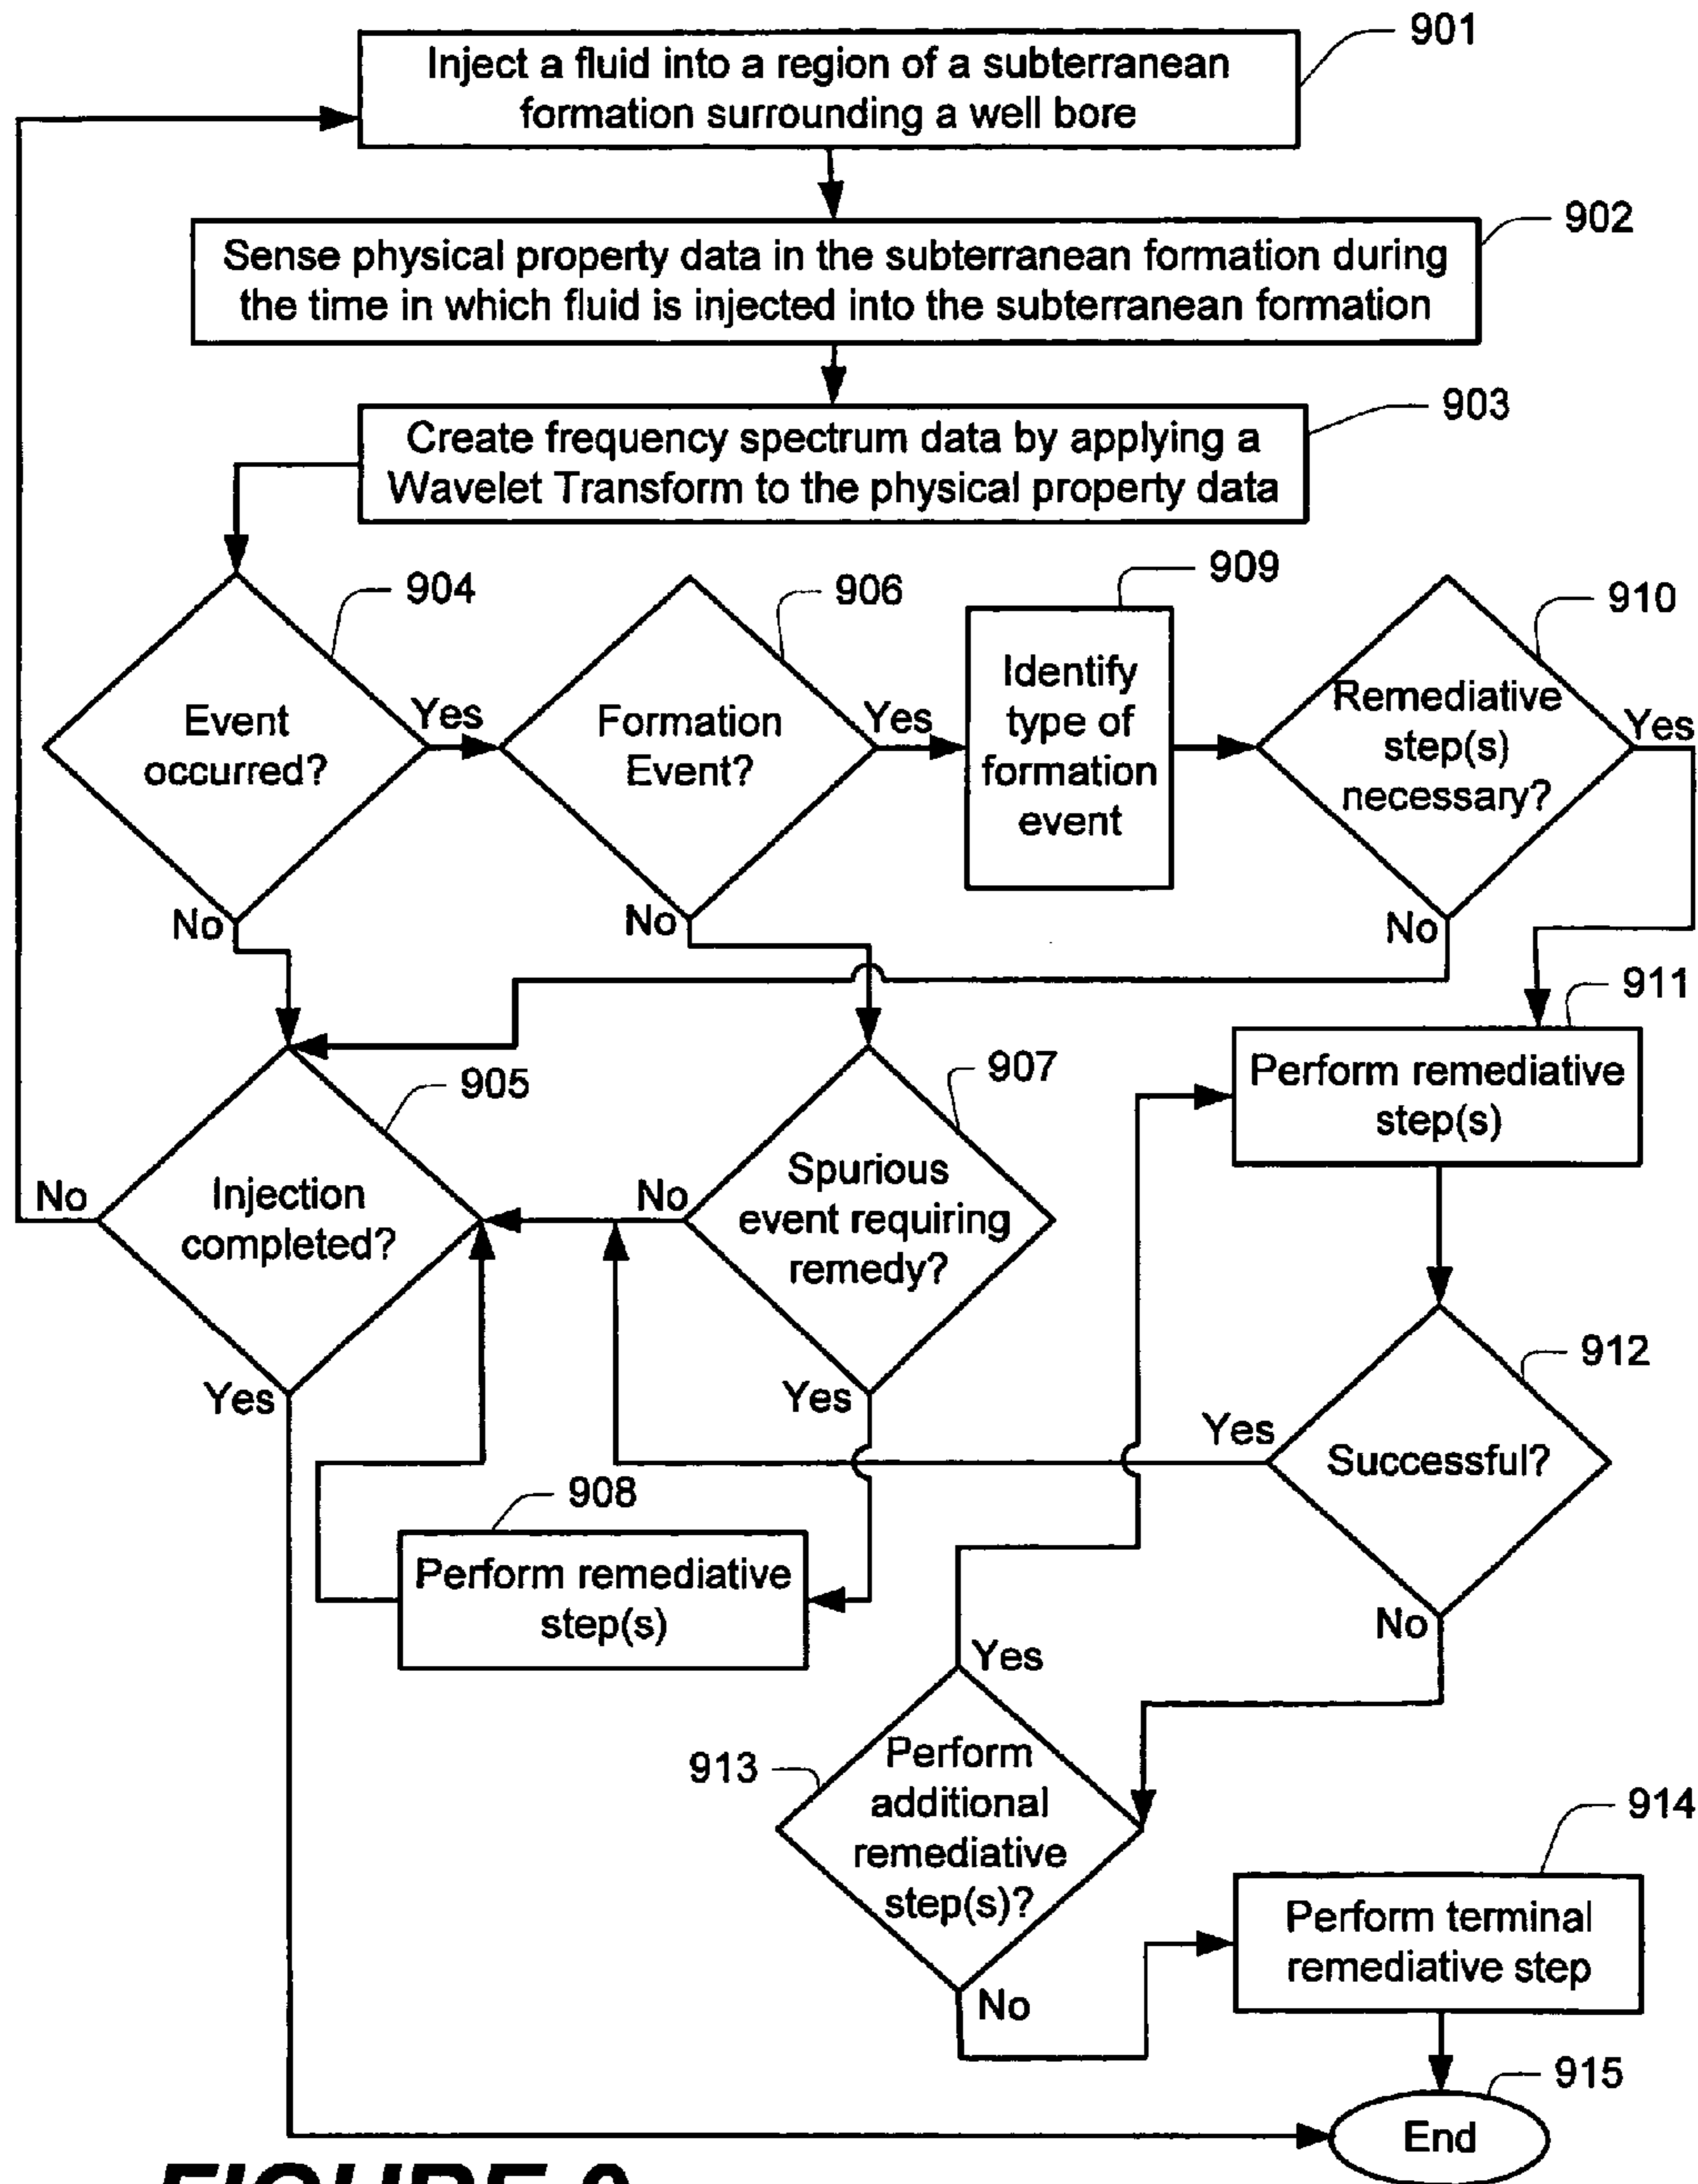 901
Inject a fluid into a region of a subterranean
formation surrounding a well bore
902
Sense physical property data in the subterranean formation during
the time in which fluid is injected into the subterranean formation
903
Create frequency spectrum data by applying a
Wavelet Transform to the physical property data
904
Event
occurred?
Yes
No
906
Formation
Event?
Yes
No
909
Identify
type of
formation
event
910
Remediative
step(s)
necessary?
Yes
No
905
Injection
completed?
No
Yes
907
Spurious
event requiring
remedy?
No
Yes
911
Perform remediative
step(s)
908
Perform remediative
step(s)
912
Successful?
Yes
No
913
Perform
additional
remediative
step(s)?
Yes
No
914
Perform terminal
remediative step
915
End
FIGURE 9